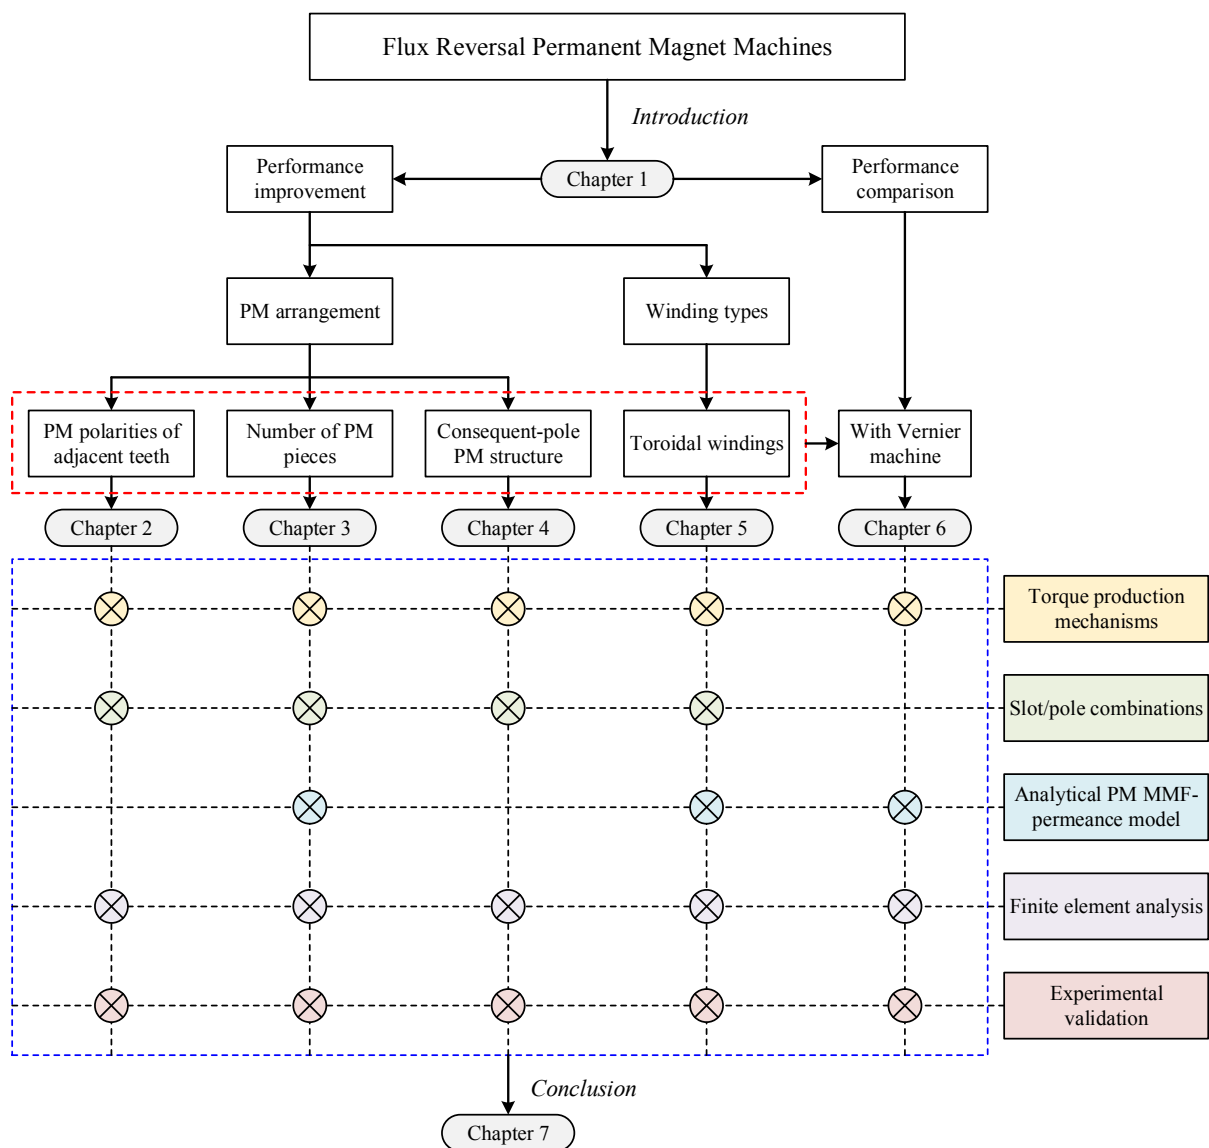 Flux Reversal Permanent Magnet Machines
Introduction
Performance
improvement
Chapter 1
Performance
comparison
PM arrangement
Winding types
PM polarities of
adjacent teeth
Number of PM
pieces
Consequent-pole
PM structure
Toroidal windings
With Vernier
machine
Chapter 2
Chapter 3
Chapter 4
Chapter 5
Chapter 6
Torque production
mechanisms
Slot/pole combinations
Analytical PM MMF-
permeance model
Finite element analysis
Experimental
validation
Conclusion
Chapter 7